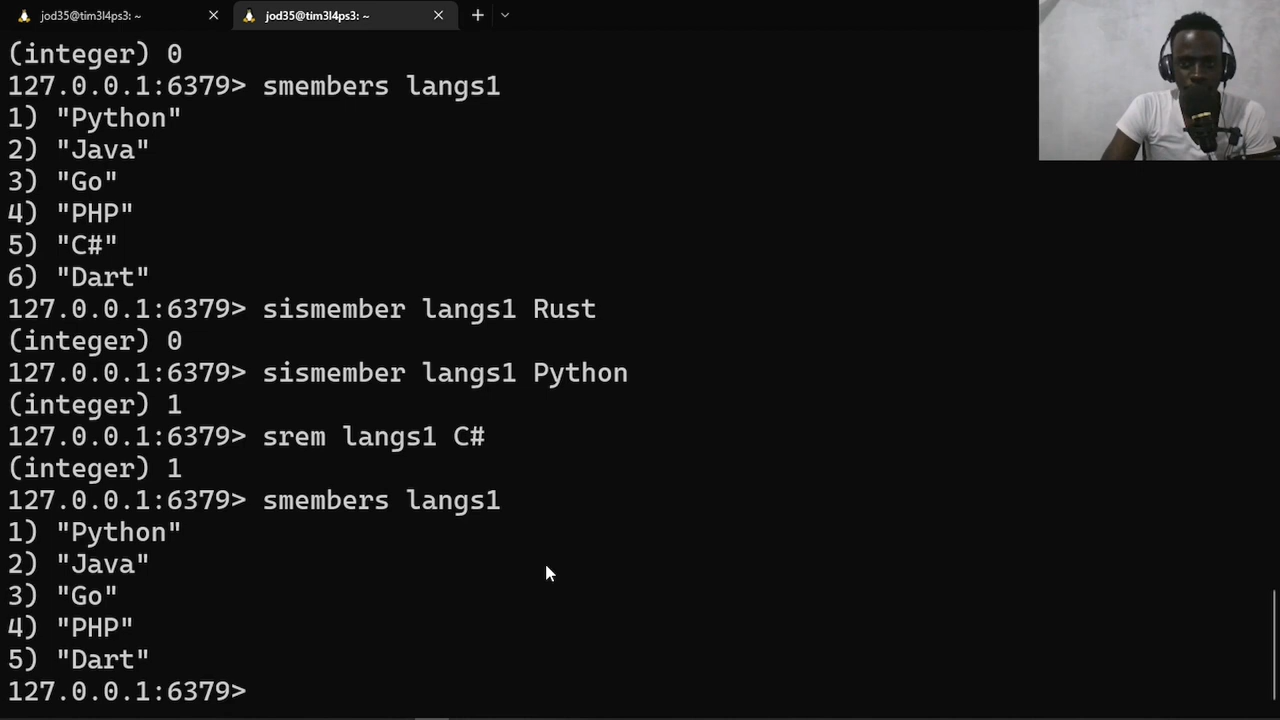 jod35@tim3l4ps3: ~
jod35@tim3l4ps3: ~
(integer) 0
127.0.0.1:6379> smembers langs1
1) "Python"
2) "Java"
3) "Go"
4) "PHP"
5) "C#"
6) "Dart"
127.0.0.1:6379> sismember langs1 Rust
(integer) 0
127.0.0.1:6379> sismember langs1 Python
(integer) 1
127.0.0.1:6379> srem langs1 C#
(integer) 1
127.0.0.1:6379> smembers langs1
1) "Python"
2) "Java"
3) "Go"
4) "PHP"
5) "Dart"
127.0.0.1:6379>